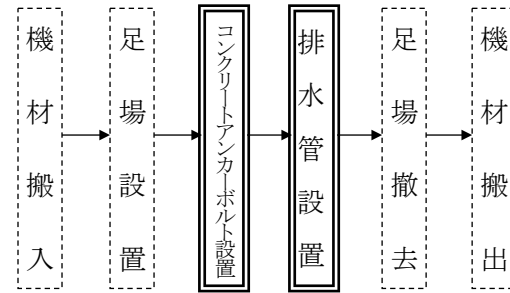 機材搬入
足場設置
コンクリートアンカーボルト設置
排水管設置
足場撤去
機材搬出